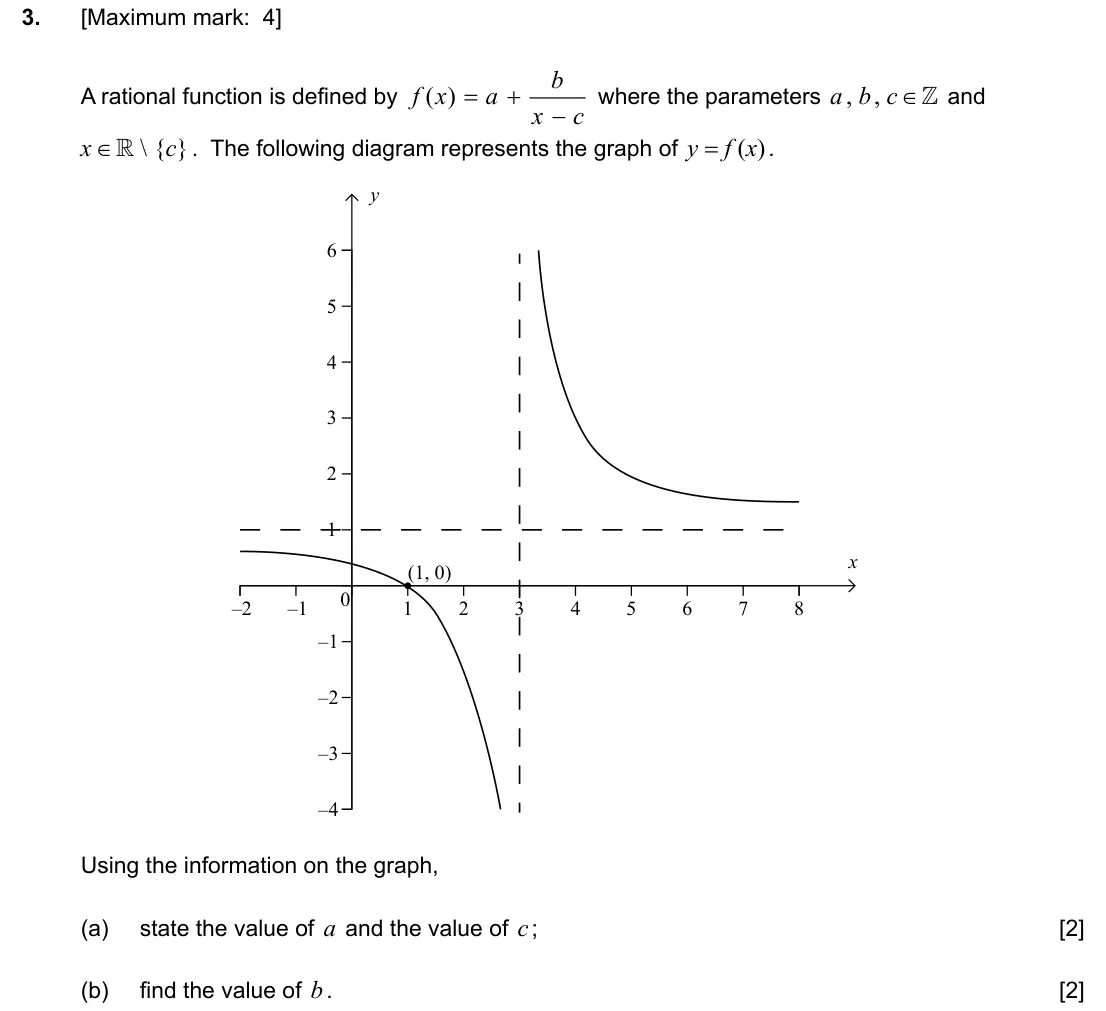 3. [Maximum mark: 4]
A rational function is defined by f(x) = a + b/(x − c) where the parameters a, b, c ∈ ℤ and
x ∈ ℝ \ {c}. The following diagram represents the graph of y = f(x).
y
6
5
4
3
2
1
x
(1, 0)
–2 –1 0 1 2 3 4 5 6 7 8
–1
–2
–3
–4
Using the information on the graph,
(a) state the value of a and the value of c; [2]
(b) find the value of b. [2]